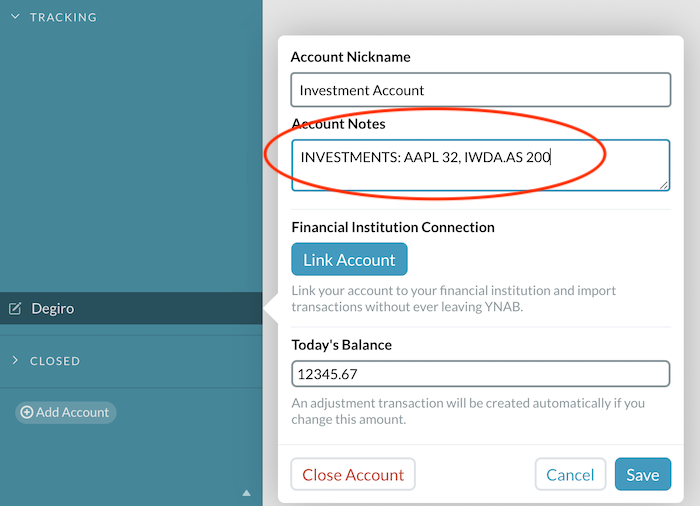 TRACKING
Degiro
CLOSED
Add Account
Account Nickname
Investment Account
Account Notes
INVESTMENTS: AAPL 32, IWDA.AS 200
Financial Institution Connection
Link Account
Link your account to your financial institution and import
transactions without ever leaving YNAB.
Today's Balance
12345.67
An adjustment transaction will be created automatically if you
change this amount.
Close Account
Cancel
Save